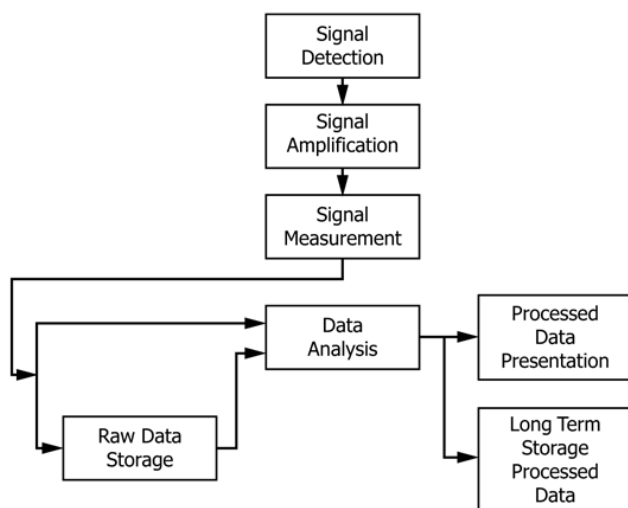 Signal
Detection
Signal
Amplification
Signal
Measurement
Data
Analysis
Processed
Data
Presentation
Raw Data
Storage
Long Term
Storage
Processed
Data